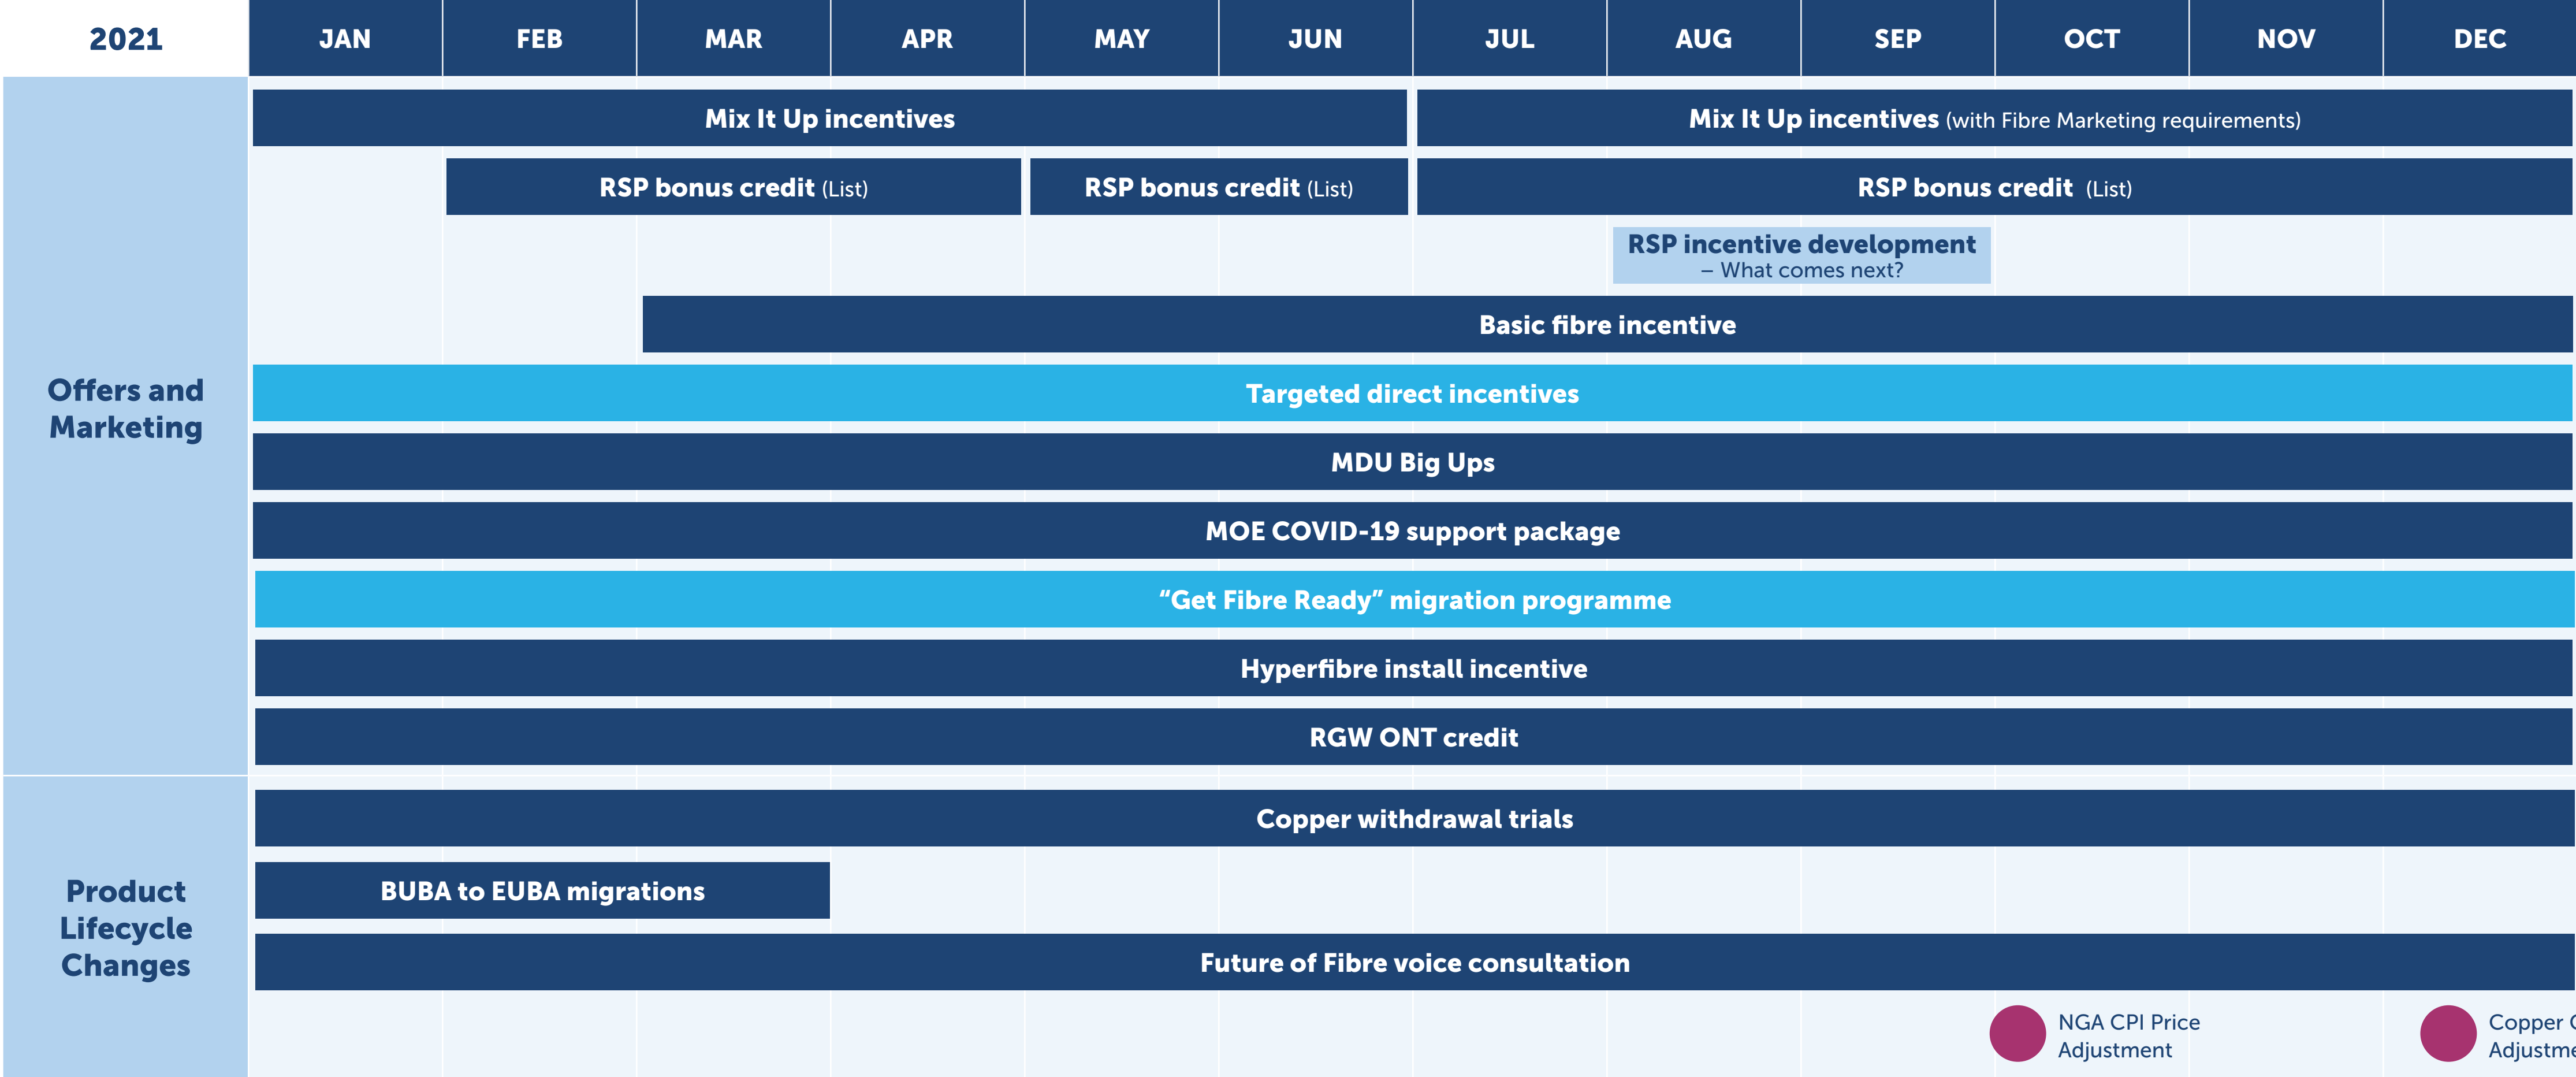 2021 JAN FEB MAR APR MAY JUN JUL AUG SEP OCT NOV DEC
Offers and
Marketing
Mix It Up incentives
Mix It Up incentives (with Fibre Marketing requirements)
RSP bonus credit (List)
RSP bonus credit (List)
RSP bonus credit (List)
RSP incentive development
– What comes next?
Basic fibre incentive
Targeted direct incentives
MDU Big Ups
MOE COVID-19 support package
“Get Fibre Ready” migration programme
Hyperfibre install incentive
RGW ONT credit
Product
Lifecycle
Changes
Copper withdrawal trials
BUBA to EUBA migrations
Future of Fibre voice consultation
NGA CPI Price
Adjustment
Copper